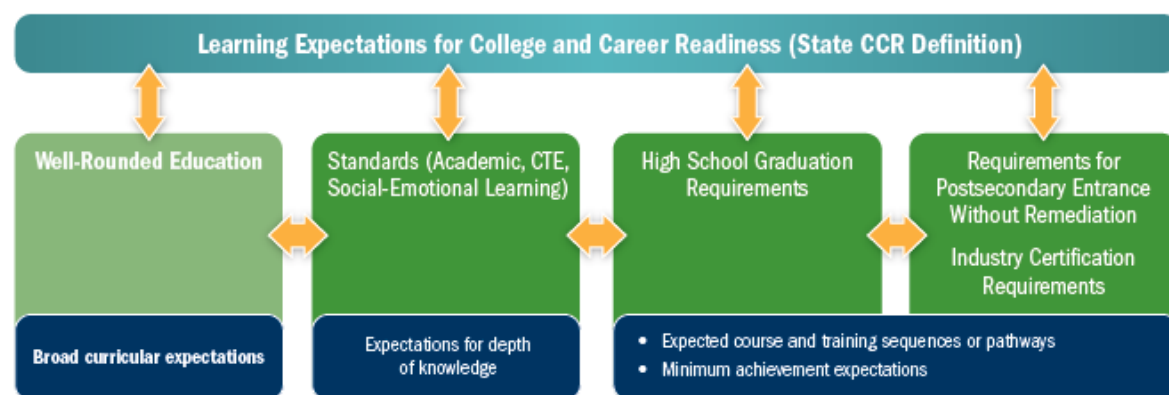 Learning Expectations for College and Career Readiness (State CCR Definition)
Well-Rounded Education
Standards (Academic, CTE,
Social-Emotional Learning)
High School Graduation
Requirements
Requirements for
Postsecondary Entrance
Without Remediation
Industry Certification
Requirements
Broad curricular expectations
Expectations for depth
of knowledge
• Expected course and training sequences or pathways
• Minimum achievement expectations